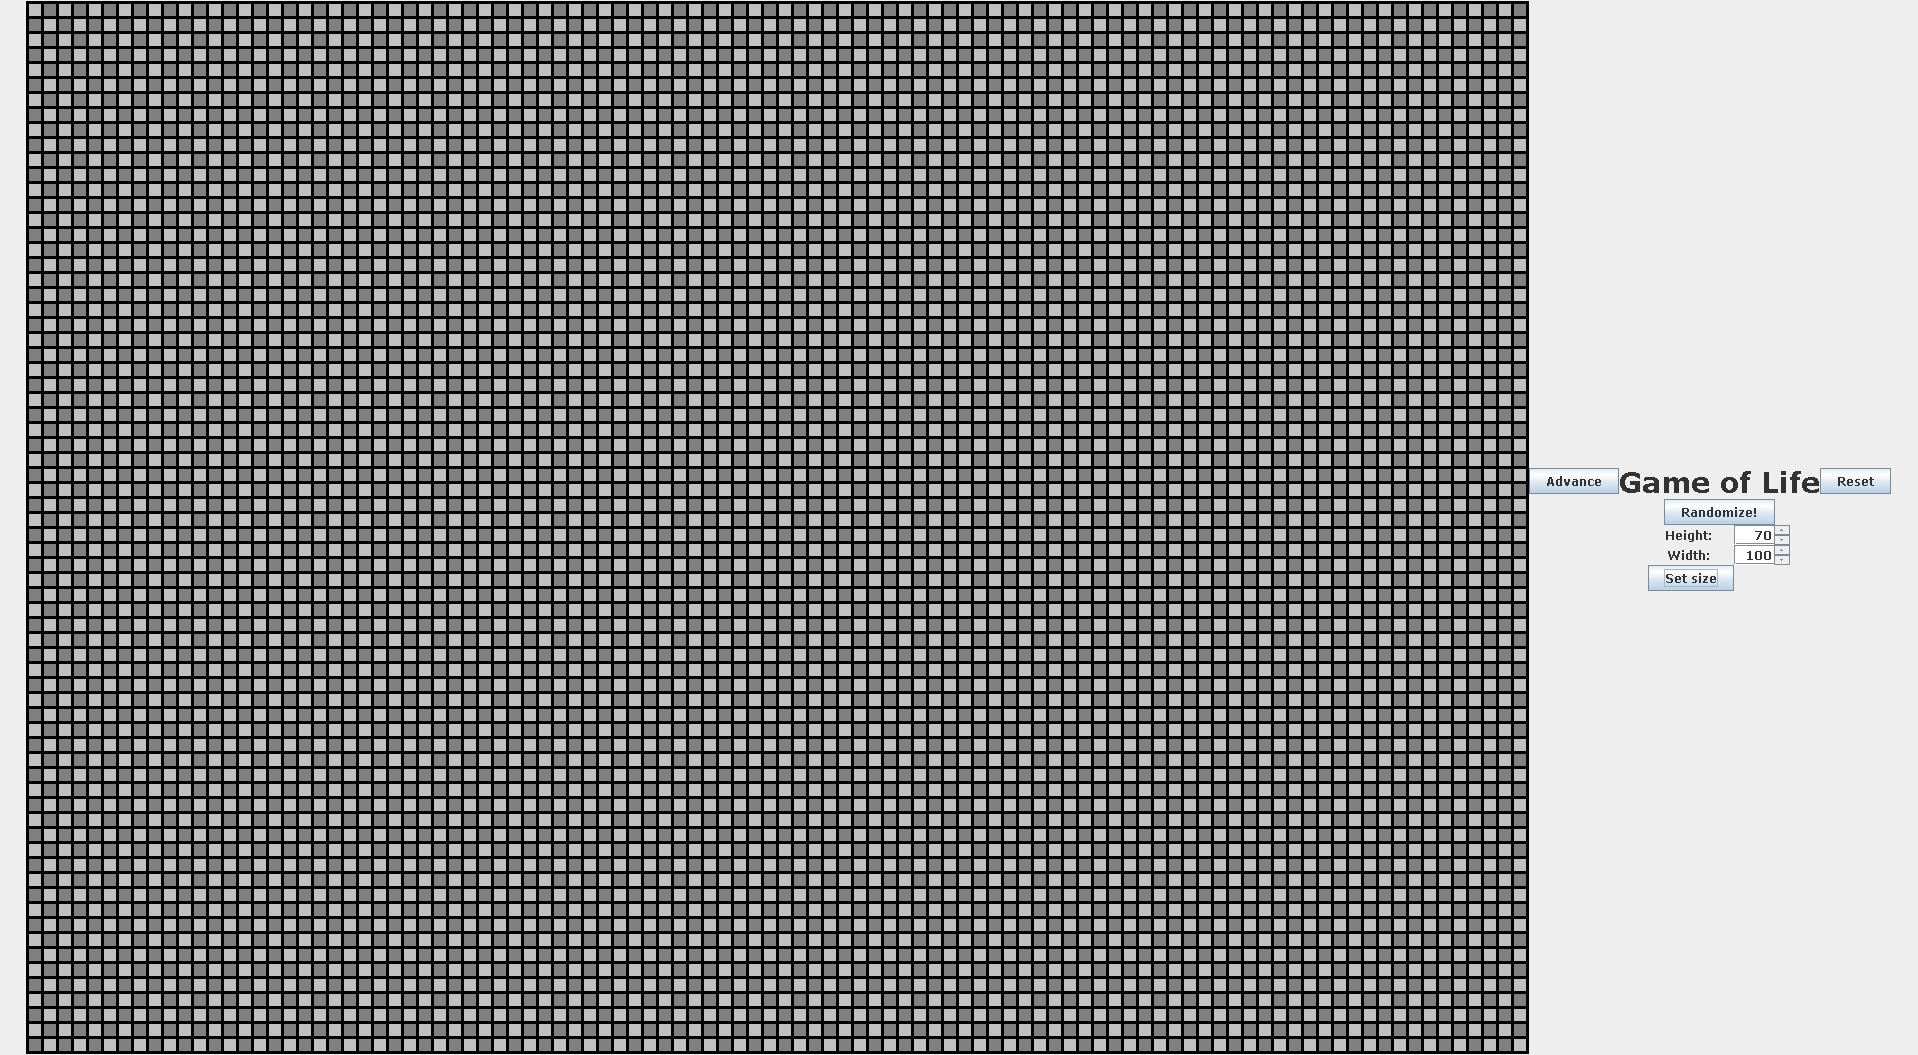 Advance Game of Life Reset
Randomize!
Height: 70
Width: 100
Set size